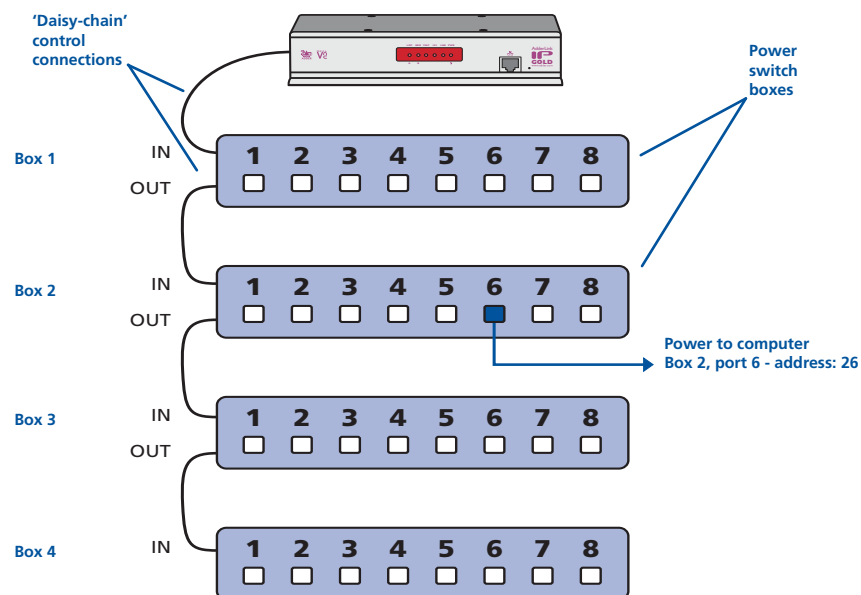 'Daisy-chain'
control
connections
Power
switch
boxes
IP
GOLD
Box 1
IN
OUT
1 2 3 4 5 6 7 8
Box 2
IN
OUT
1 2 3 4 5 6 7 8
Power to computer
Box 2, port 6 - address: 26
Box 3
IN
OUT
1 2 3 4 5 6 7 8
Box 4
IN
1 2 3 4 5 6 7 8